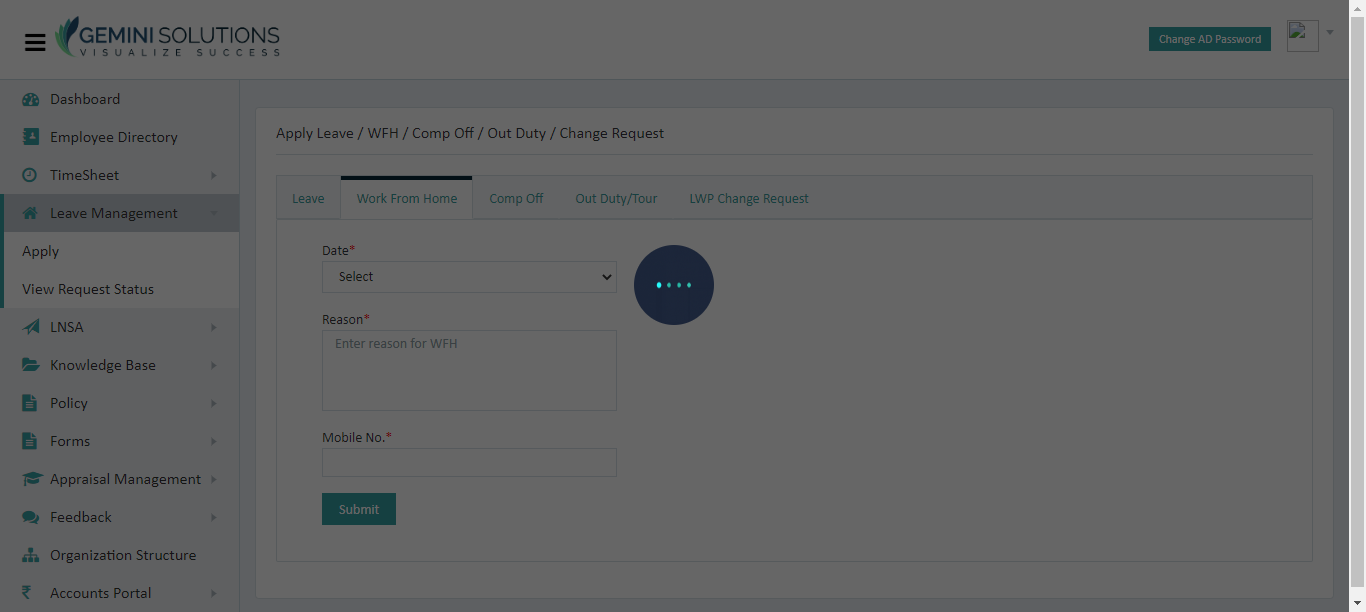 GEMINI SOLUTIONS
VISUALIZE SUCCESS
Change AD Password
Dashboard
Employee Directory
TimeSheet
Leave Management
Apply
View Request Status
LNSA
Knowledge Base
Policy
Forms
Appraisal Management
Feedback
Organization Structure
Accounts Portal
Apply Leave / WFH / Comp Off / Out Duty / Change Request
Leave Work From Home Comp Off Out Duty/Tour LWP Change Request
Date*
Select
Reason*
Enter reason for WFH
Mobile No.*
Submit